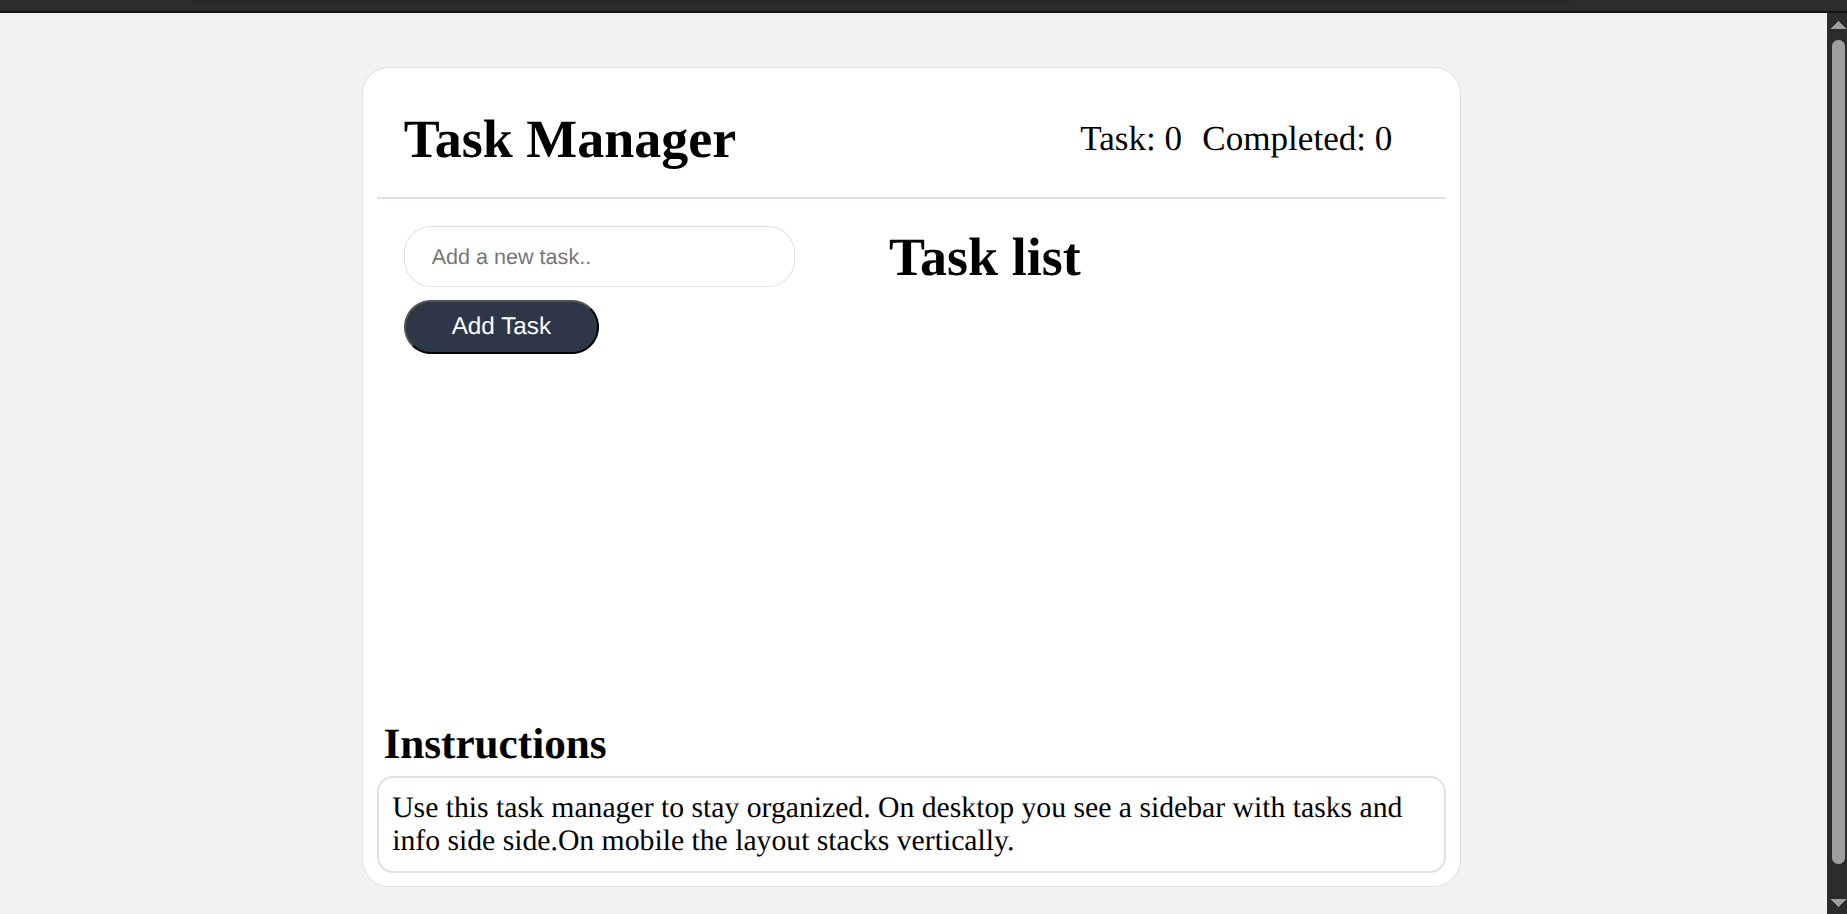 Task Manager
Task: 0 Completed: 0
Add a new task..
Task list
Add Task
Instructions
Use this task manager to stay organized. On desktop you see a sidebar with tasks and
info side side.On mobile the layout stacks vertically.